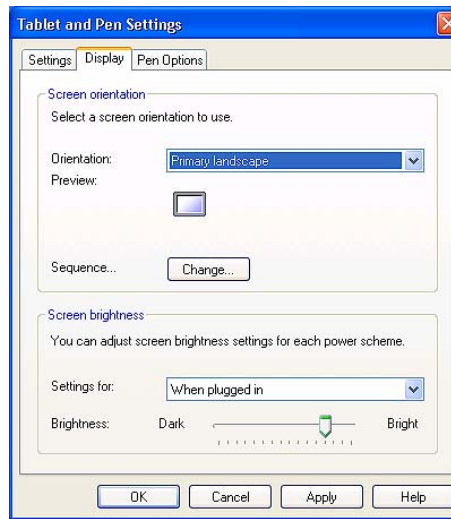 Tablet and Pen Settings
Settings Display Pen Options
Screen orientation
Select a screen orientation to use.
Orientation: Primary landscape
Preview:
Sequence... Change...
Screen brightness
You can adjust screen brightness settings for each power scheme.
Settings for: When plugged in
Brightness: Dark Bright
OK Cancel Apply Help